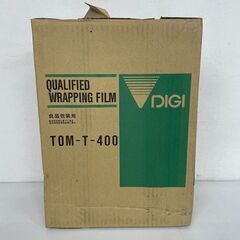 QUALIFIED
WRAPPING FILM
DIGI
食品包装用
TOM-T-400